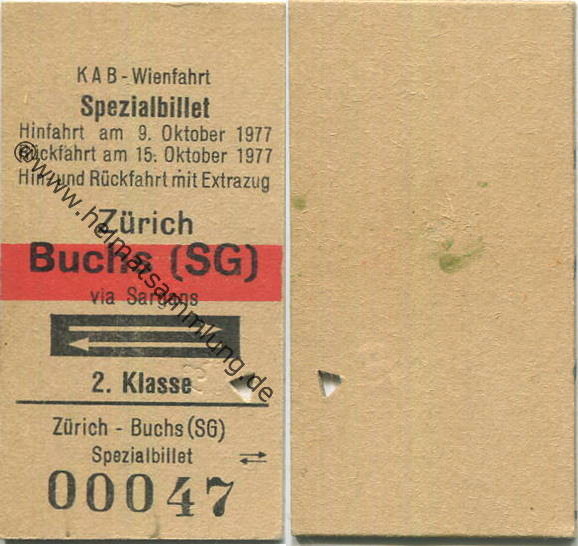 KAB - Wienfahrt
Spezialbillet
Hinfahrt am 9. Oktober 1977
Rückfahrt am 15. Oktober 1977
Hin- und Rückfahrt mit Extrazug
Zürich
Buchs (SG)
via Sargans
2. Klasse
Zürich - Buchs (SG)
Spezialbillet ⇄
00047
©www.heimatsammlung.de